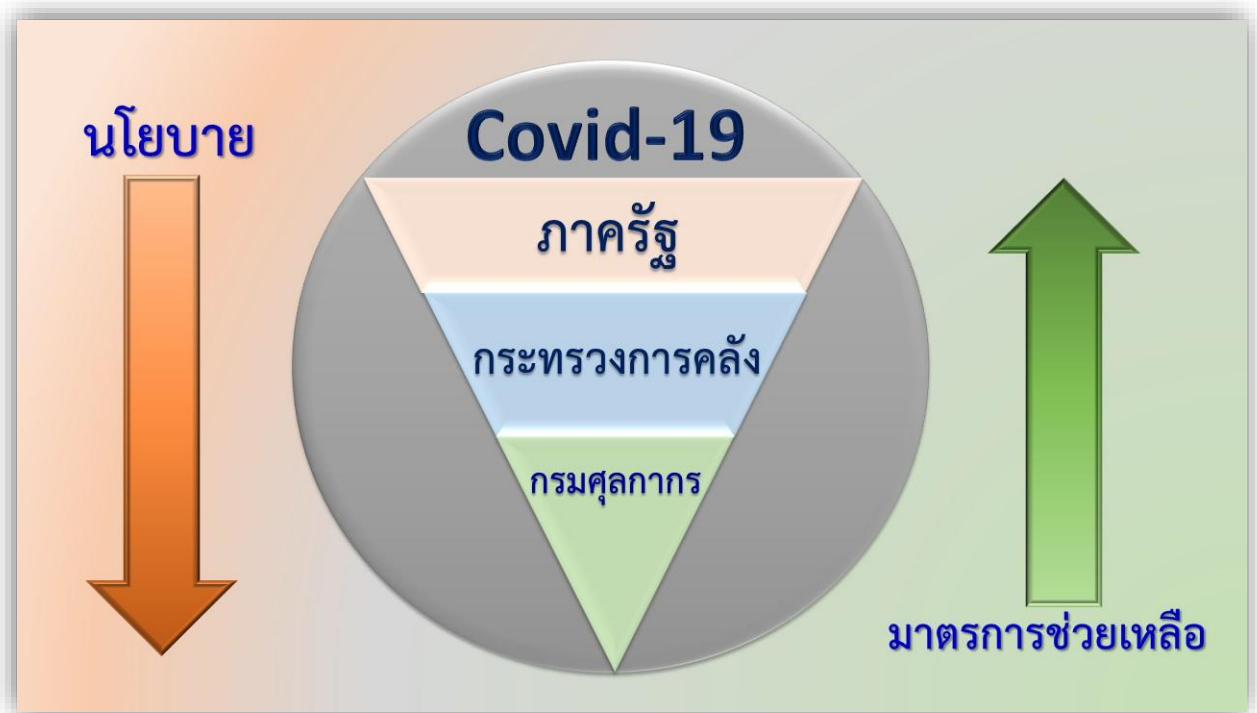 นโยบาย
Covid-19
ภาครัฐ
กระทรวงการคลัง
กรมศุลกากร
มาตรการช่วยเหลือ